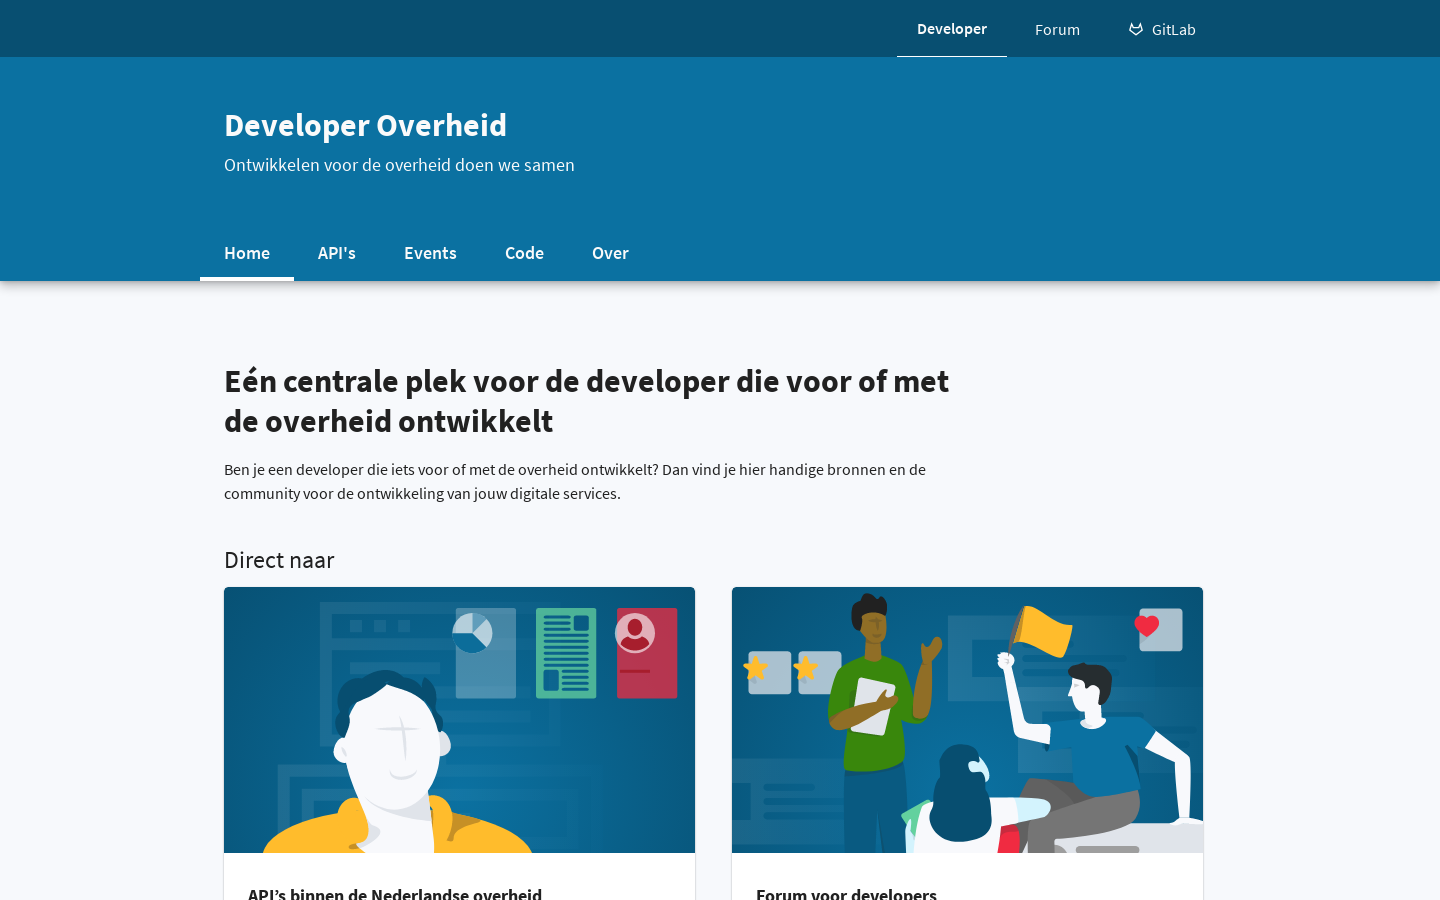 Developer
Forum
GitLab
Developer Overheid
Ontwikkelen voor de overheid doen we samen
Home
API's
Events
Code
Over
Eén centrale plek voor de developer die voor of met
de overheid ontwikkelt
Ben je een developer die iets voor of met de overheid ontwikkelt? Dan vind je hier handige bronnen en de
community voor de ontwikkeling van jouw digitale services.
Direct naar
API’s binnen de Nederlandse overheid
Forum voor developers